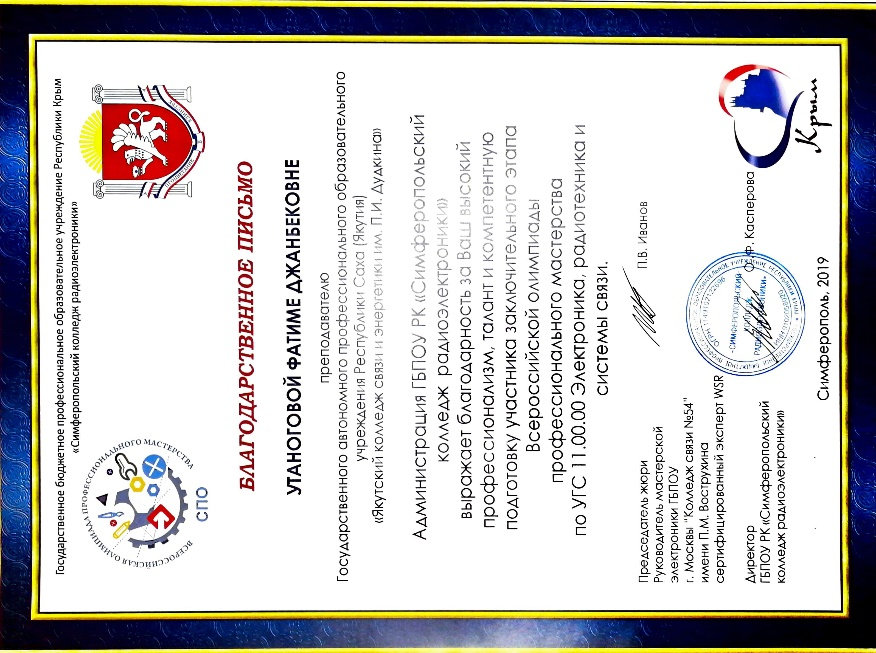 Государственное бюджетное профессиональное образовательное учреждение Республики Крым
«Симферопольский колледж радиоэлектроники»
ВСЕРОССИЙСКАЯ ОЛИМПИАДА ПРОФЕССИОНАЛЬНОГО МАСТЕРСТВА
СПО
БЛАГОДАРСТВЕННОЕ ПИСЬМО
УТАНОТОВОЙ ФАТИМЕ ДЖАНБЕКОВНЕ
преподавателю
Государственного автономного профессионального образовательного
учреждения Республики Саха (Якутия)
«Якутский колледж связи и энергетики им. П.И. Дудкина»
Администрация ГБПОУ РК «Симферопольский
колледж радиоэлектроники»
выражает благодарность за Ваш высокий
профессионализм, талант и компетентную
подготовку участника заключительного этапа
Всероссийской олимпиады
профессионального мастерства
по УГС 11.00.00 Электроника, радиотехника и
системы связи.
Председатель жюри
Руководитель мастерской
электроники ГБПОУ
г. Москвы "Колледж связи №54"
имени П.М. Вострухина
сертифицированный эксперт WSR
П.В. Иванов
Директор
ГБПОУ РК «Симферопольский
колледж радиоэлектроники»
Ф. Касперова
«СИМФЕРОПОЛЬСКИЙ
Крым
Симферополь, 2019